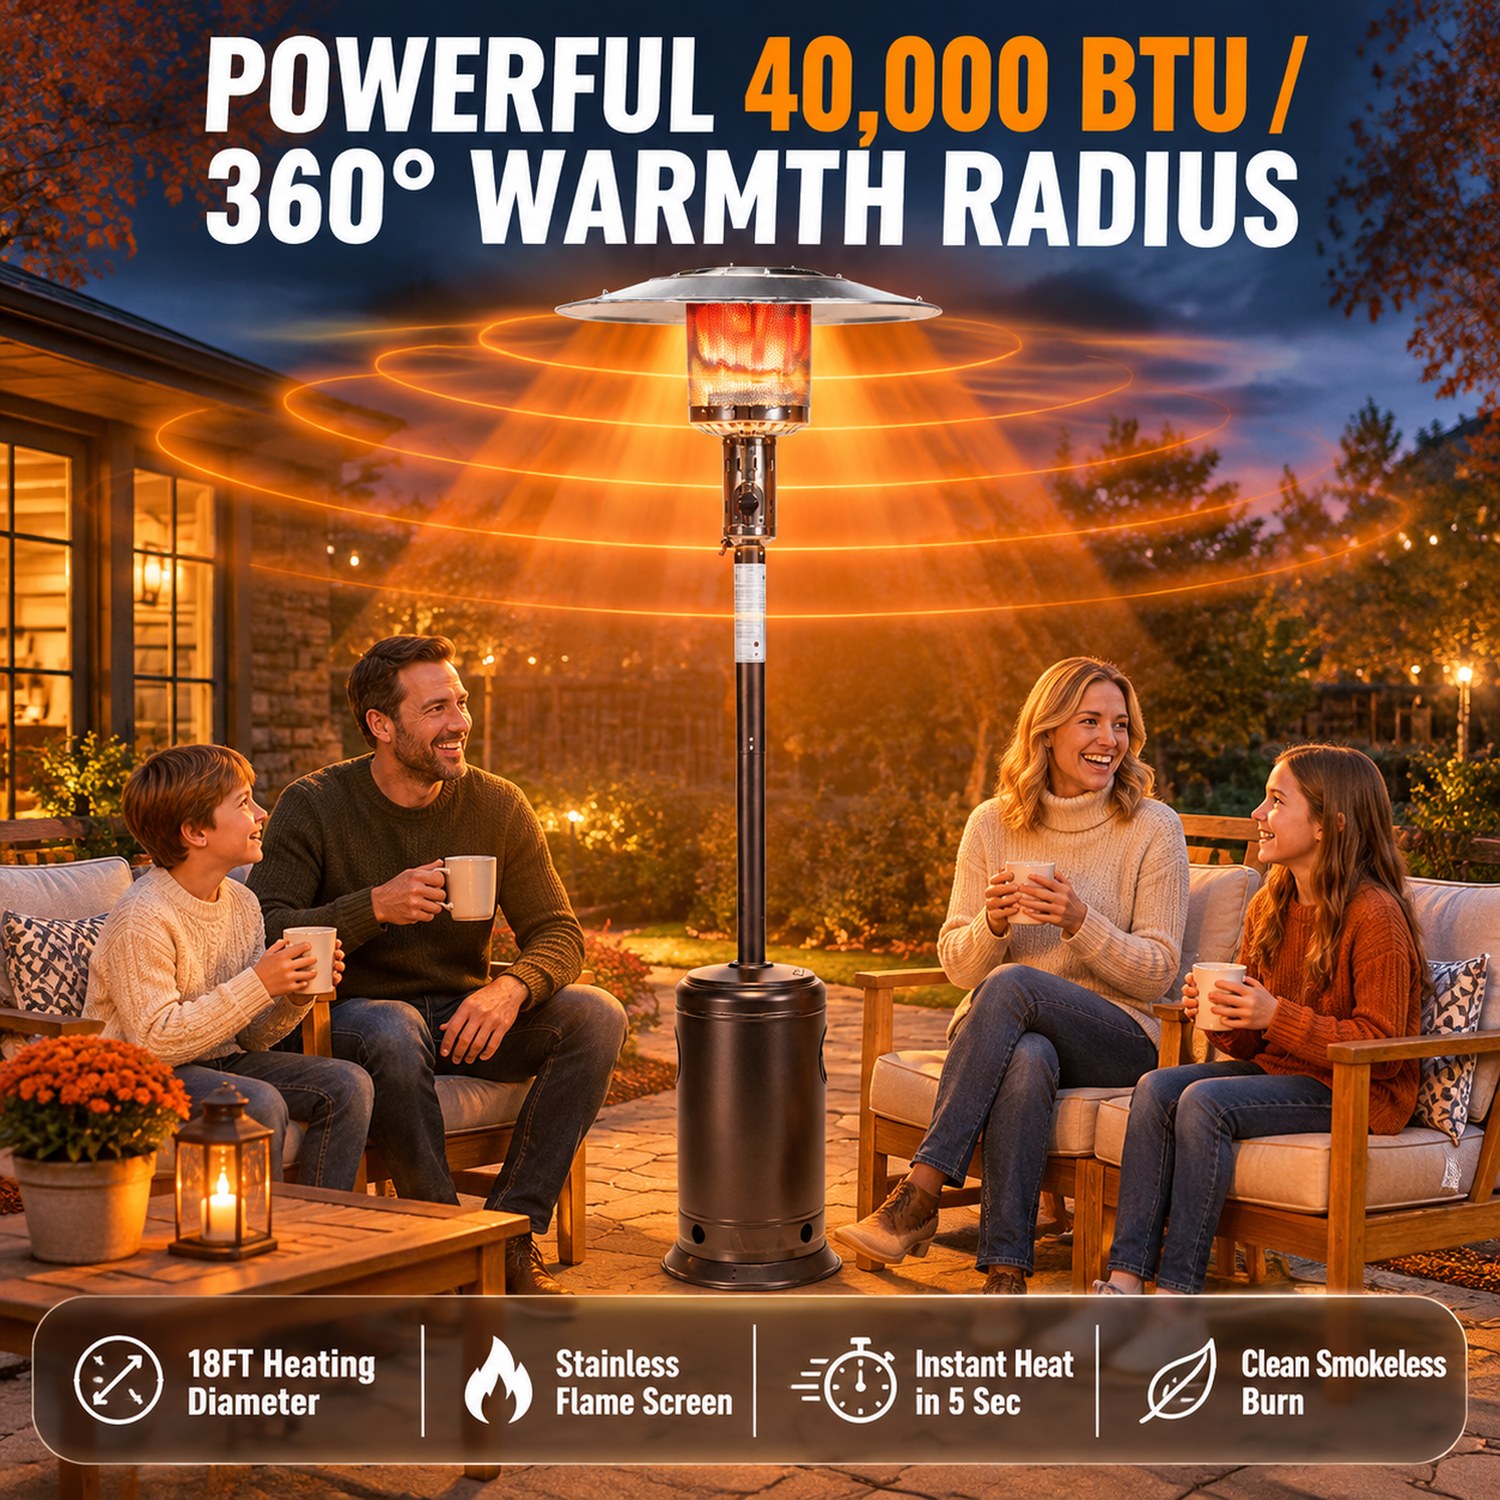 POWERFUL 40,000 BTU /
360° WARMTH RADIUS
18FT Heating
Diameter
Stainless
Flame Screen
Instant Heat
in 5 Sec
Clean Smokeless
Burn